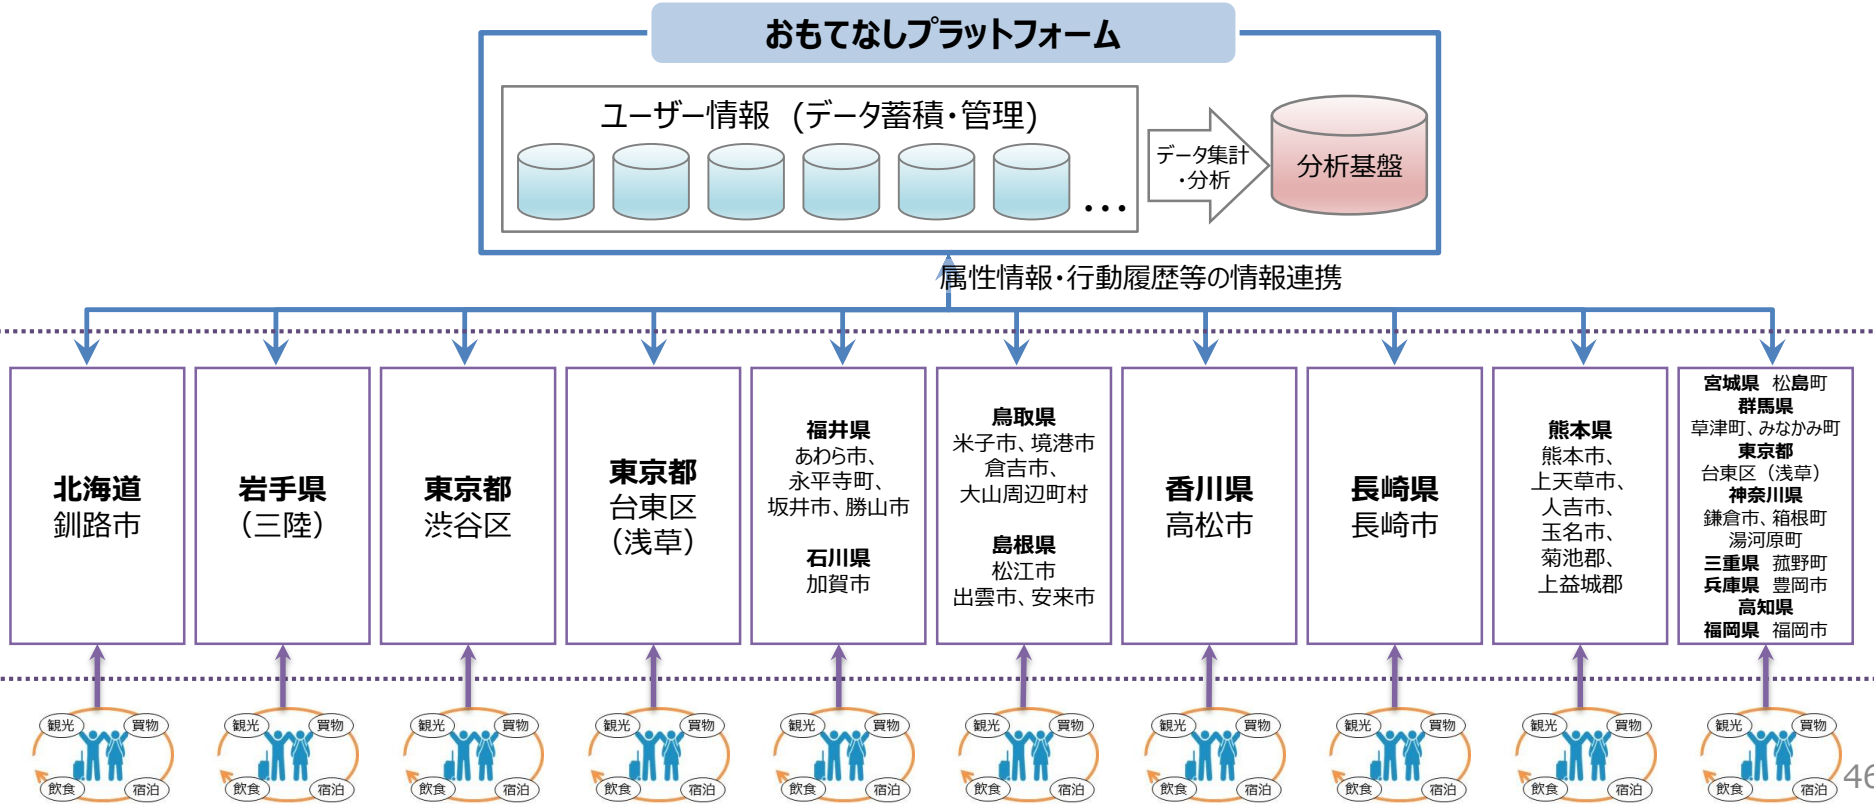 おもてなしプラットフォーム
ユーザー情報 (データ蓄積・管理)
データ集計
・分析
分析基盤
…
属性情報・行動履歴等の情報連携
北海道
釧路市
岩手県
（三陸）
東京都
渋谷区
東京都
台東区
（浅草）
福井県
あわら市、
永平寺町、
坂井市、勝山市
石川県
加賀市
鳥取県
米子市、境港市
倉吉市、
大山周辺町村
島根県
松江市
出雲市、安来市
香川県
高松市
長崎県
長崎市
熊本県
熊本市、
上天草市、
人吉市、
玉名市、
菊池郡、
上益城郡
宮城県 松島町
群馬県
草津町、みなかみ町
東京都
台東区（浅草）
神奈川県
鎌倉市、箱根町
湯河原町
三重県 菰野町
兵庫県 豊岡市
高知県
福岡県 福岡市
観光 買物
飲食 宿泊
観光 買物
飲食 宿泊
観光 買物
飲食 宿泊
観光 買物
飲食 宿泊
観光 買物
飲食 宿泊
観光 買物
飲食 宿泊
観光 買物
飲食 宿泊
観光 買物
飲食 宿泊
観光 買物
飲食 宿泊
観光 買物
飲食 宿泊
46